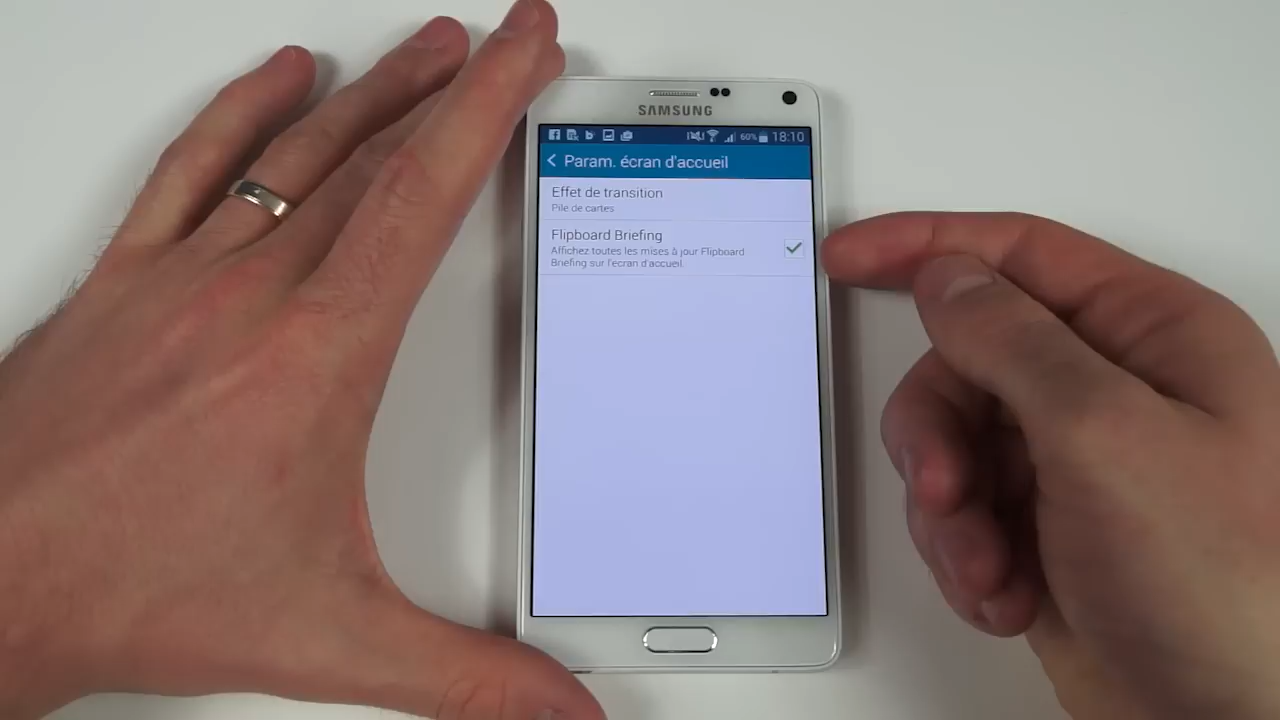 SAMSUNG
60% 18:10
Param. écran d'accueil
Effet de transition
Pile de cartes
Flipboard Briefing
Affichez toutes les mises à jour Flipboard
Briefing sur l'écran d'accueil.